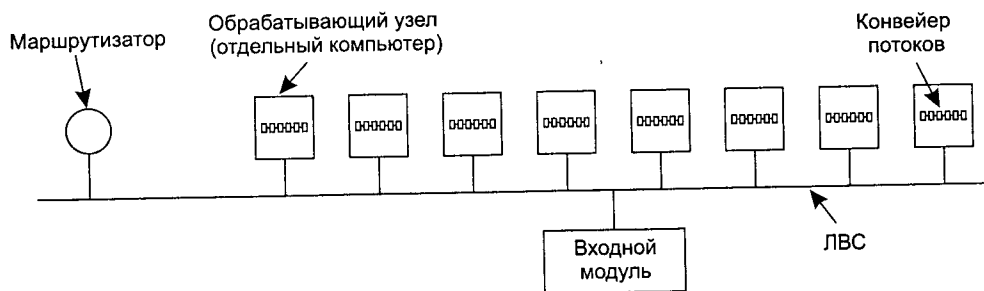 Маршрутизатор
Обрабатывающий узел
(отдельный компьютер)
Конвейер
потоков
Входной
модуль
ЛВС